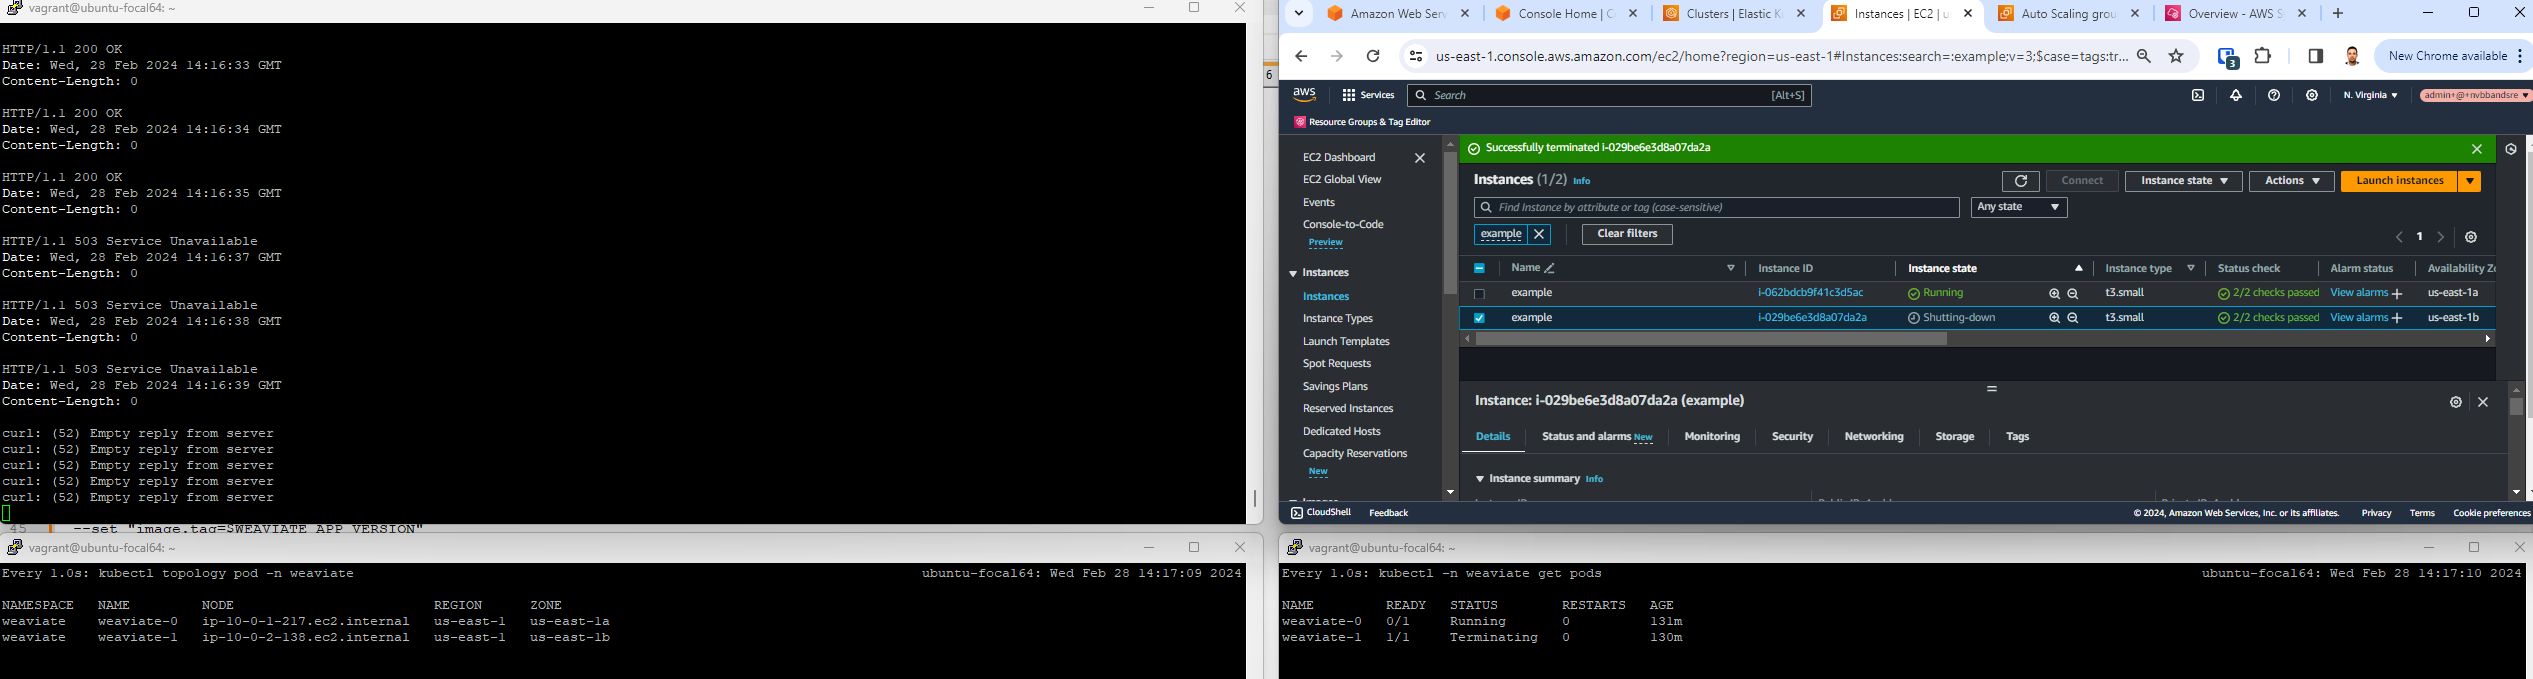 vagrant@ubuntu-focal64: ~
HTTP/1.1 200 OK
Date: Wed, 28 Feb 2024 14:16:33 GMT
Content-Length: 0
HTTP/1.1 200 OK
Date: Wed, 28 Feb 2024 14:16:34 GMT
Content-Length: 0
HTTP/1.1 200 OK
Date: Wed, 28 Feb 2024 14:16:35 GMT
Content-Length: 0
HTTP/1.1 503 Service Unavailable
Date: Wed, 28 Feb 2024 14:16:37 GMT
Content-Length: 0
HTTP/1.1 503 Service Unavailable
Date: Wed, 28 Feb 2024 14:16:38 GMT
Content-Length: 0
HTTP/1.1 503 Service Unavailable
Date: Wed, 28 Feb 2024 14:16:39 GMT
Content-Length: 0
curl: (52) Empty reply from server
curl: (52) Empty reply from server
curl: (52) Empty reply from server
curl: (52) Empty reply from server
curl: (52) Empty reply from server
45 --set "image.tag=$WEAVIATE_APP_VERSION"
6
Amazon Web Serv Console Home | C Clusters | Elastic K Instances | EC2 | u Auto Scaling grou Overview - AWS S
us-east-1.console.aws.amazon.com/ec2/home?region=us-east-1#Instances:search=:example;v=3;$case=tags:tr... 3 New Chrome available
aws Services Search [Alt+S] N. Virginia admin+@+nvbbandsre
Resource Groups & Tag Editor
EC2 Dashboard
EC2 Global View
Events
Console-to-Code
Preview
Instances
Instances
Instance Types
Launch Templates
Spot Requests
Savings Plans
Reserved Instances
Dedicated Hosts
Capacity Reservations
New
Images
Successfully terminated i-029be6e3d8a07da2a
Instances (1/2) Info Connect Instance state Actions Launch instances
Find Instance by attribute or tag (case-sensitive) Any state
example Clear filters 1
Name Instance ID Instance state Instance type Status check Alarm status Availability Zo
example i-062bdcb9f41c3d5ac Running t3.small 2/2 checks passed View alarms + us-east-1a
example i-029be6e3d8a07da2a Shutting-down t3.small 2/2 checks passed View alarms + us-east-1b
Instance: i-029be6e3d8a07da2a (example)
Details Status and alarms New Monitoring Security Networking Storage Tags
Instance summary Info
CloudShell Feedback © 2024, Amazon Web Services, Inc. or its affiliates. Privacy Terms Cookie preferences
vagrant@ubuntu-focal64: ~
Every 1.0s: kubectl topology pod -n weaviate ubuntu-focal64: Wed Feb 28 14:17:09 2024
NAMESPACE NAME NODE REGION ZONE
weaviate weaviate-0 ip-10-0-1-217.ec2.internal us-east-1 us-east-1a
weaviate weaviate-1 ip-10-0-2-138.ec2.internal us-east-1 us-east-1b
vagrant@ubuntu-focal64: ~
Every 1.0s: kubectl -n weaviate get pods ubuntu-focal64: Wed Feb 28 14:17:10 2024
NAME READY STATUS RESTARTS AGE
weaviate-0 0/1 Running 0 131m
weaviate-1 1/1 Terminating 0 130m